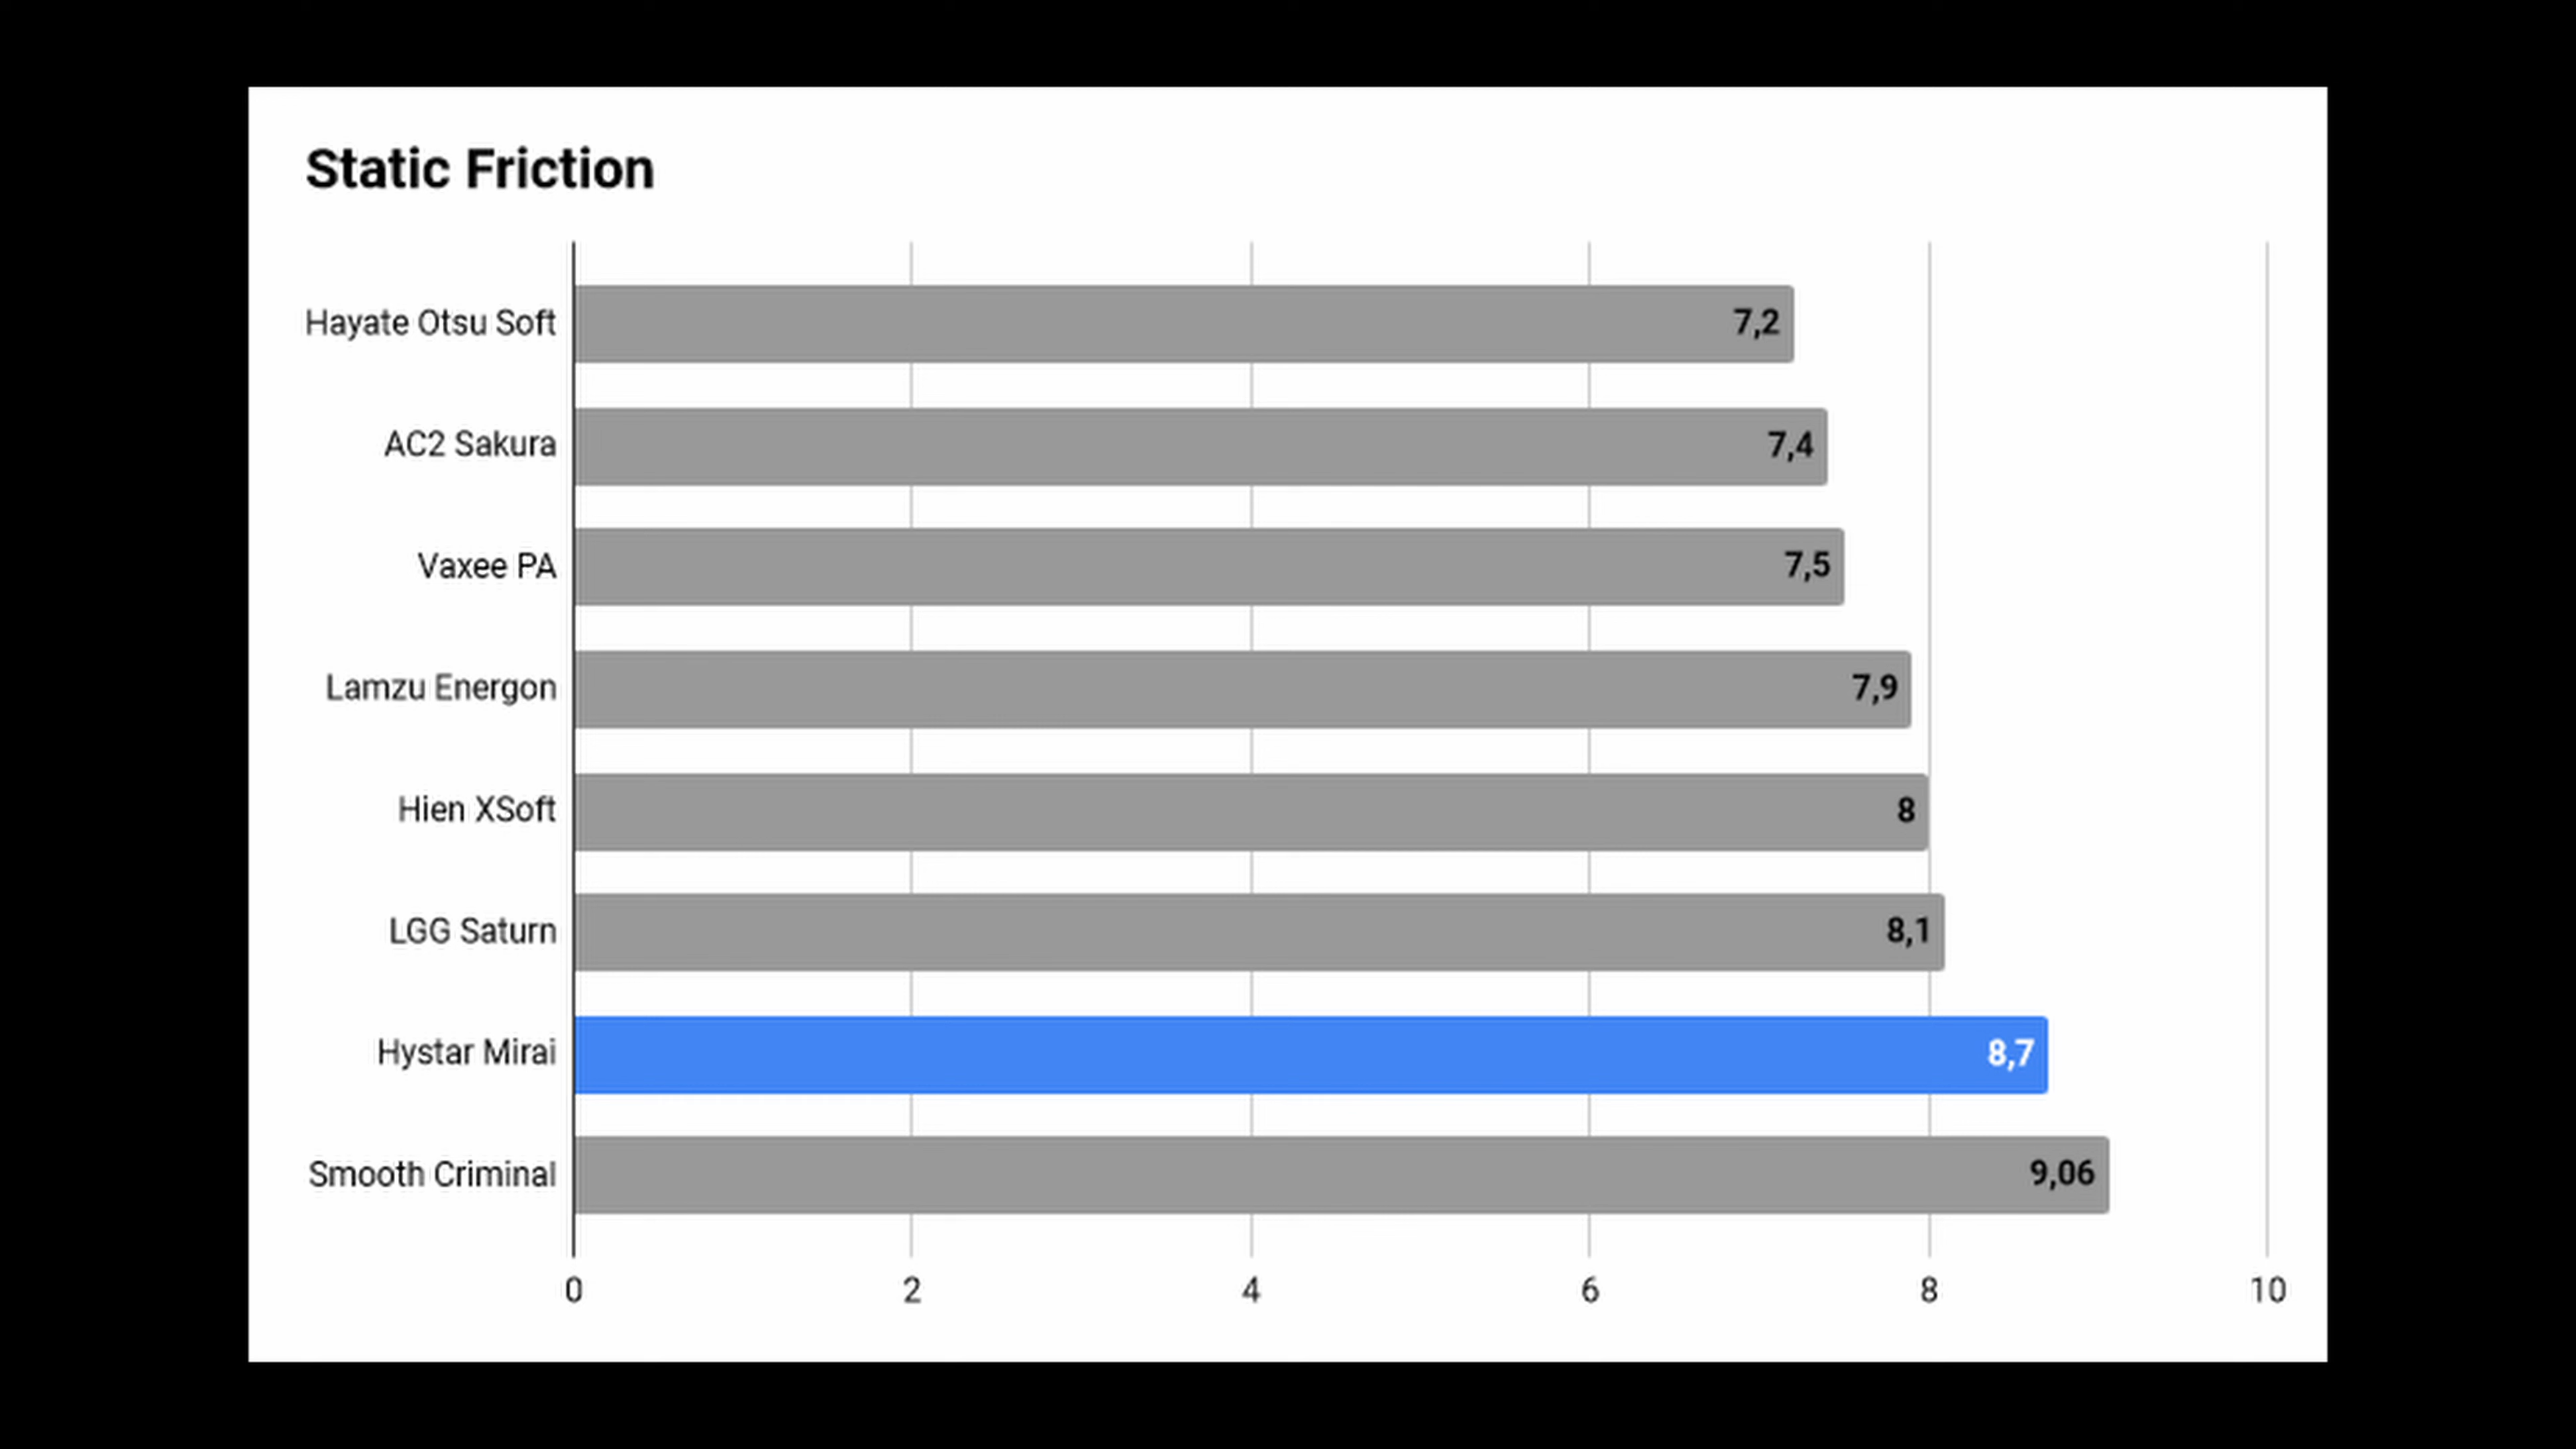 Static Friction
Hayate Otsu Soft 7,2
AC2 Sakura 7,4
Vaxee PA 7,5
Lamzu Energon 7,9
Hien XSoft 8
LGG Saturn 8,1
Hystar Mirai 8,7
Smooth Criminal 9,06
0 2 4 6 8 10